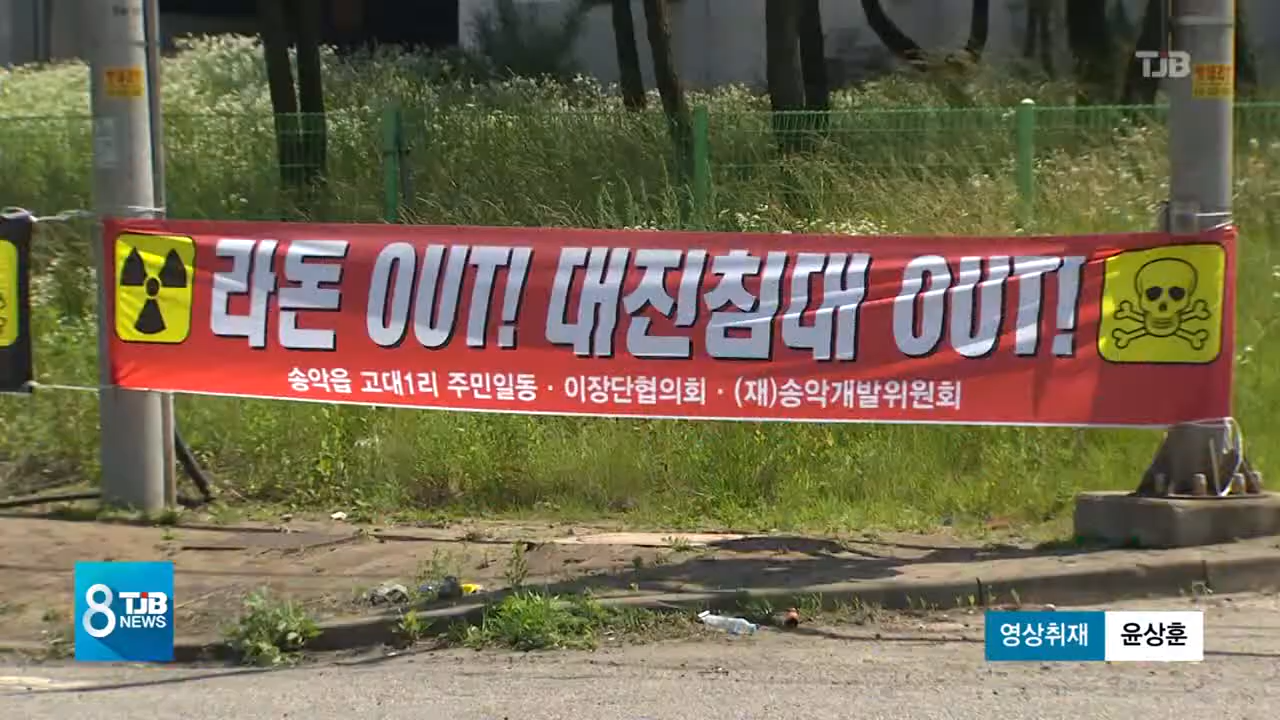 TJB
라돈 OUT! 대진침대 OUT!
송악읍 고대1리 주민일동 · 이장단협의회 · (재)송악개발위원회
8 TJB NEWS
영상취재 윤상훈